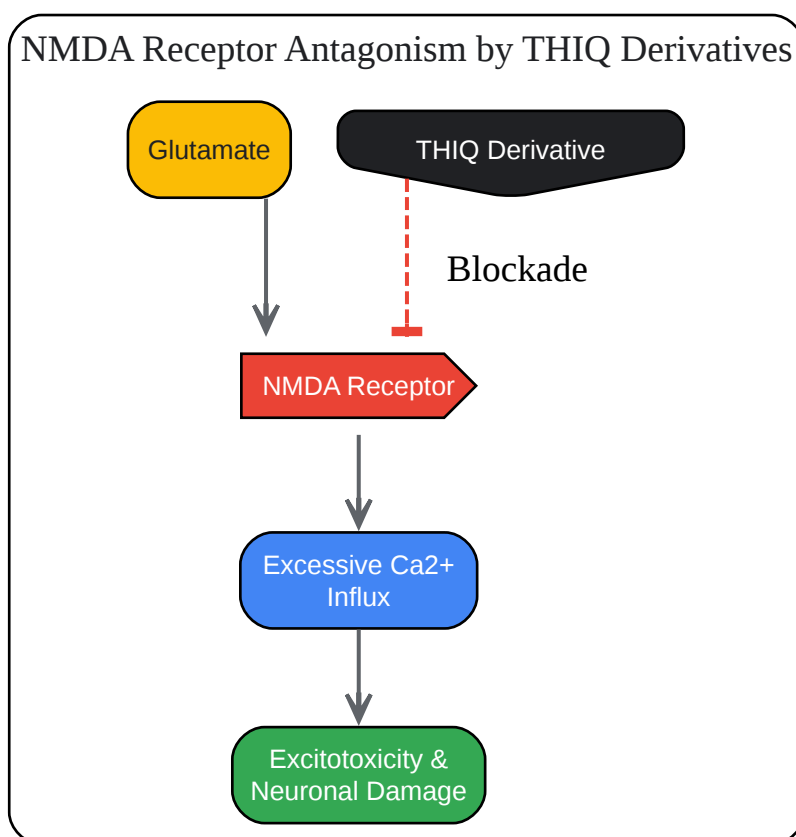 NMDA Receptor Antagonism by THIQ Derivatives
Glutamate
THIQ Derivative
Blockade
NMDA Receptor
Excessive Ca2+
Influx
Excitotoxicity &
Neuronal Damage